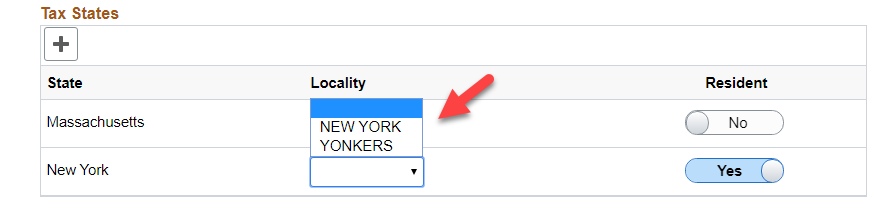 Tax States
State Locality Resident
Massachusetts No
NEW YORK
YONKERS
New York Yes